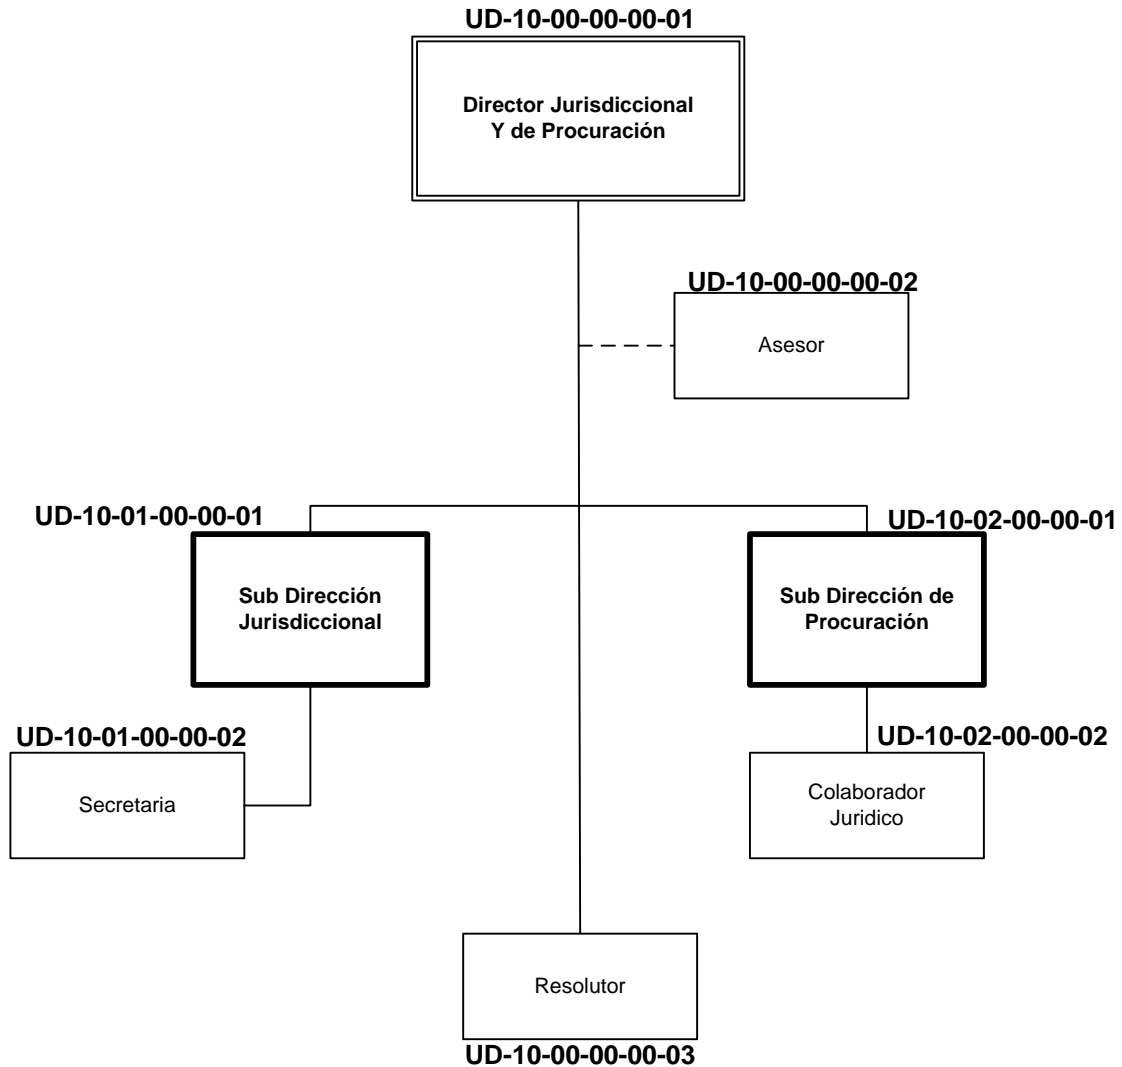 UD-10-00-00-00-01
Director Jurisdiccional
Y de Procuración
UD-10-00-00-00-02
Asesor
UD-10-01-00-00-01
Sub Dirección
Jurisdiccional
UD-10-02-00-00-01
Sub Dirección de
Procuración
UD-10-01-00-00-02
Secretaria
UD-10-02-00-00-02
Colaborador
Juridico
Resolutor
UD-10-00-00-00-03